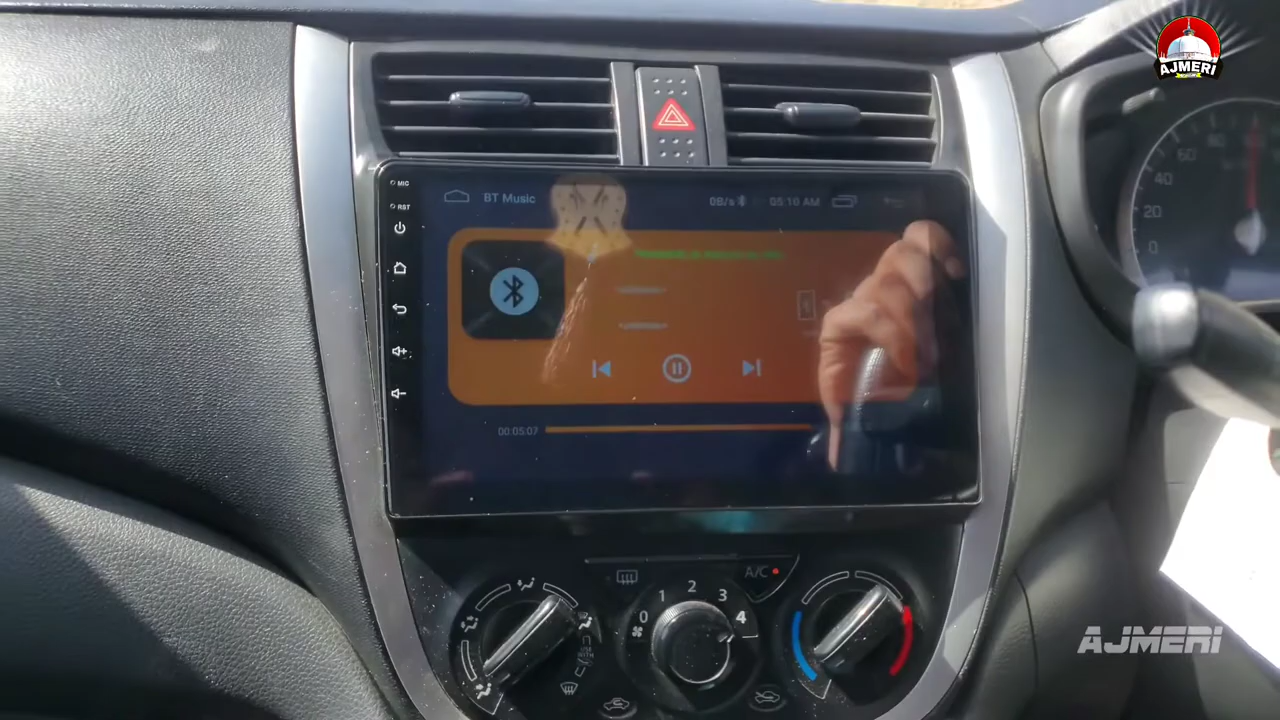 AJMERI
MIC
RST
BT Music
0B/s
05:10 AM
60
40
20
0
00:05:07
A/C
0
1
2
3
4
AJMERI